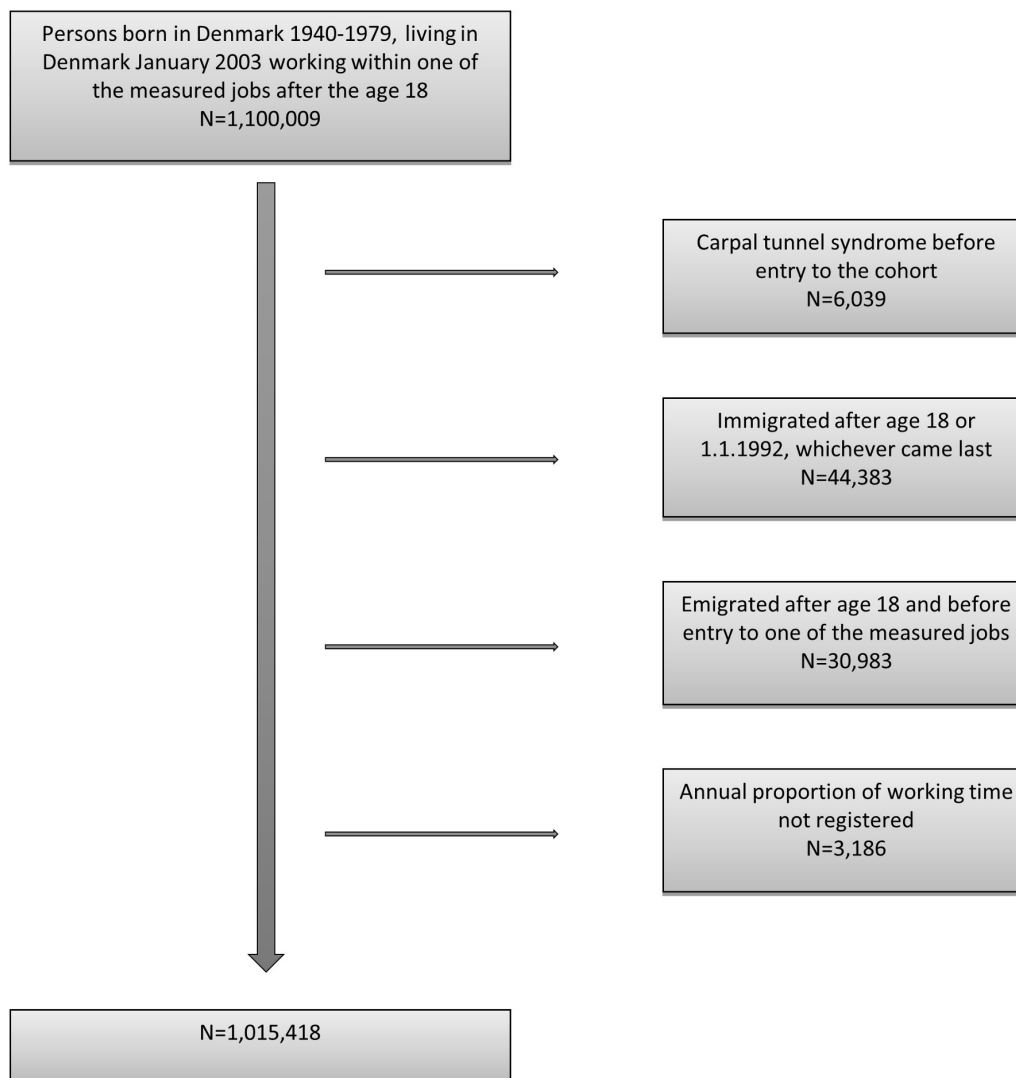 Persons born in Denmark 1940-1979, living in
Denmark January 2003 working within one of
the measured jobs after the age 18
N=1,100,009
Carpal tunnel syndrome before
entry to the cohort
N=6,039
Immigrated after age 18 or
1.1.1992, whichever came last
N=44,383
Emigrated after age 18 and before
entry to one of the measured jobs
N=30,983
Annual proportion of working time
not registered
N=3,186
N=1,015,418